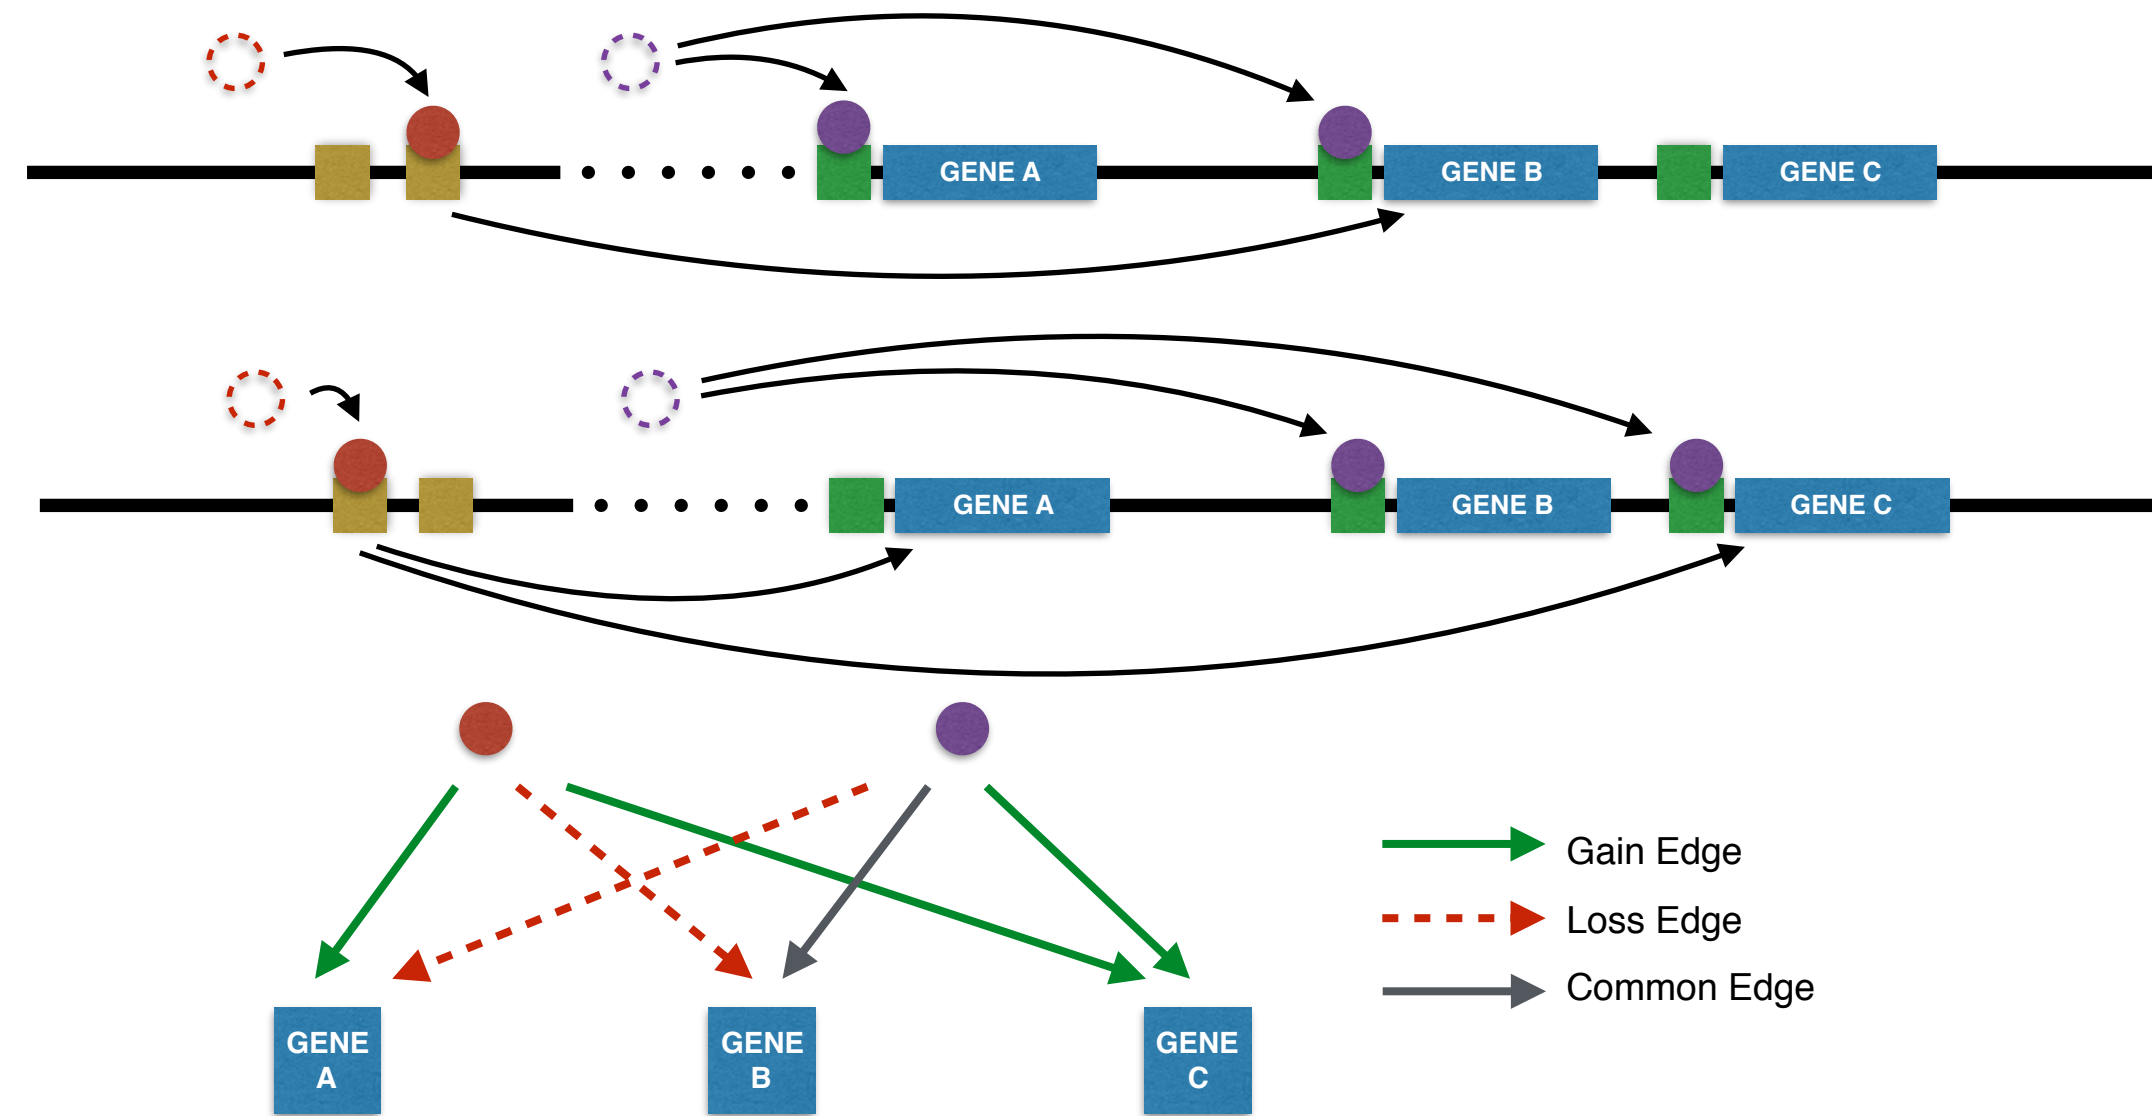 GENE A
GENE B
GENE C
GENE A
GENE B
GENE C
Gain Edge
Loss Edge
Common Edge
GENE
A
GENE
B
GENE
C